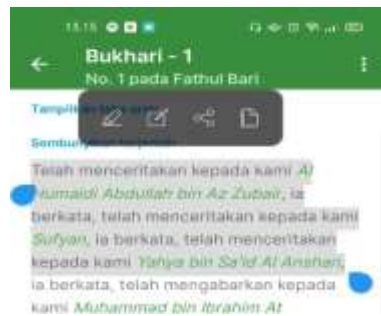 15.15
Bukhari - 1
No. 1 pada Fathul Bari
Telah menceritakan kepada kami Al
Humaidi Abdullah bin Az Zubair, ia
berkata, telah menceritakan kepada kami
Sufyan, ia berkata, telah menceritakan
kepada kami Yahya bin Sa'id Al Anshari,
ia berkata, telah mengabarkan kepada
kami Muhammad bin Ibrahim At